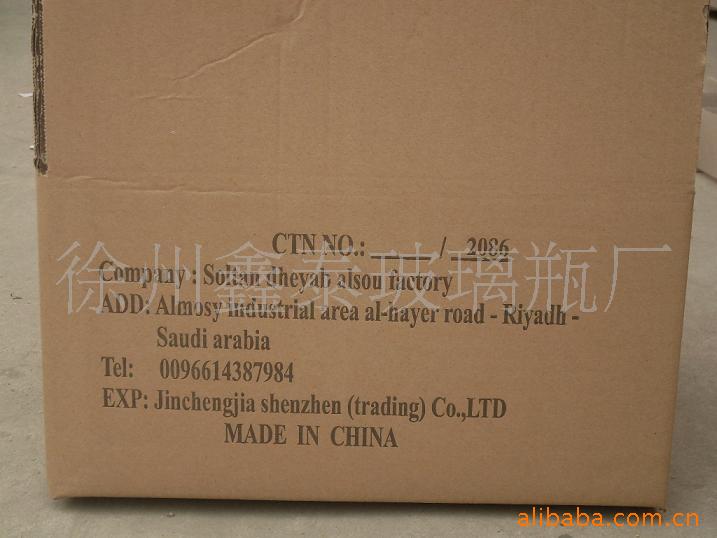 CTN NO.: ____ / 2086
徐州鑫泰玻璃瓶厂
Company : Soltan dheyab alsou factory
ADD: Almosy industrial area al-hayer road - Riyadh -
Saudi arabia
Tel: 0096614387984
EXP: Jinchengjia shenzhen (trading) Co.,LTD
MADE IN CHINA
alibaba.com.cn